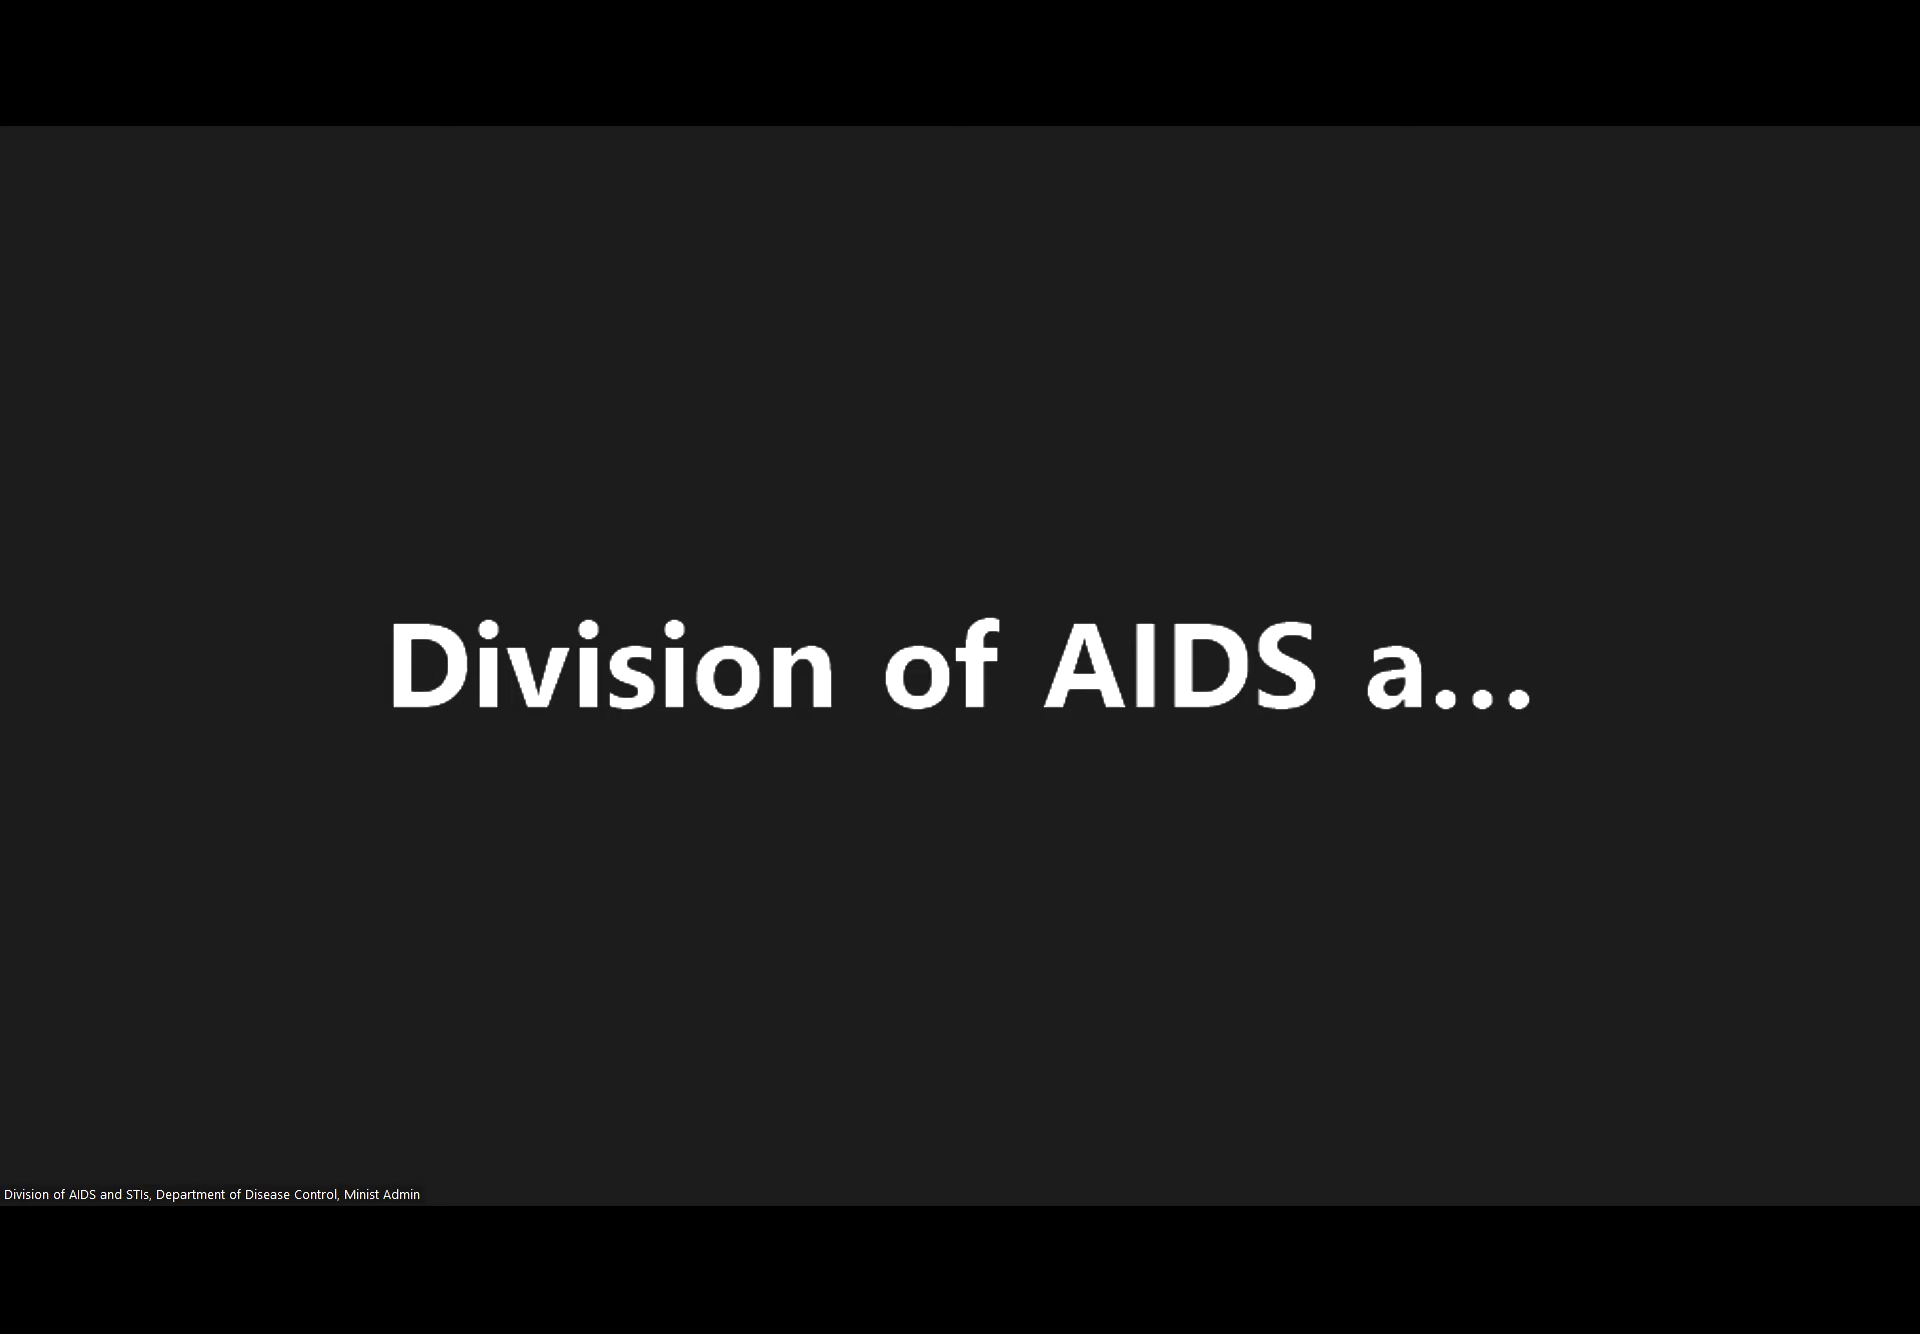 Division of AIDS a...
Division of AIDS and STIs, Department of Disease Control, Minist Admin